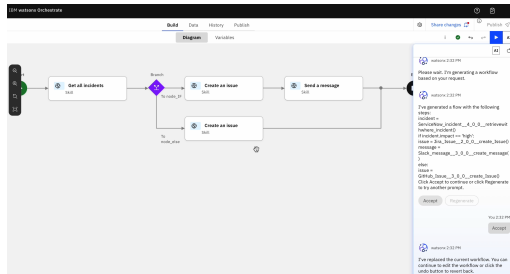 IBM watsonx Orchestrate
Build
Data
History
Publish
Share changes
Publish
Diagram
Variables
AI
Branch
Get all incidents
Skill
Create an issue
Skill
Send a message
Skill
To node_IF
Create an issue
Skill
To
node_else
watsonx 2:33 PM
Please wait. I'm generating a workflow
based on your request.
watsonx 2:33 PM
I've generated a flow with the following
steps:
incident =
if incident.impact == 'high':
issue = Jira_Issue__2_0_0__create_Issue()
message =
Slack_message__3_0_0__create_message(
)
else:
issue =
GitHub_Issue__3_0_0__create_Issue()
Click Accept to continue or click Regenerate
to try another prompt.
Accept
Regenerate
You 2:33 PM
Accept
watsonx 2:33 PM
I've replaced the current workflow. You can
continue to edit the workflow or click the
undo button to revert back.